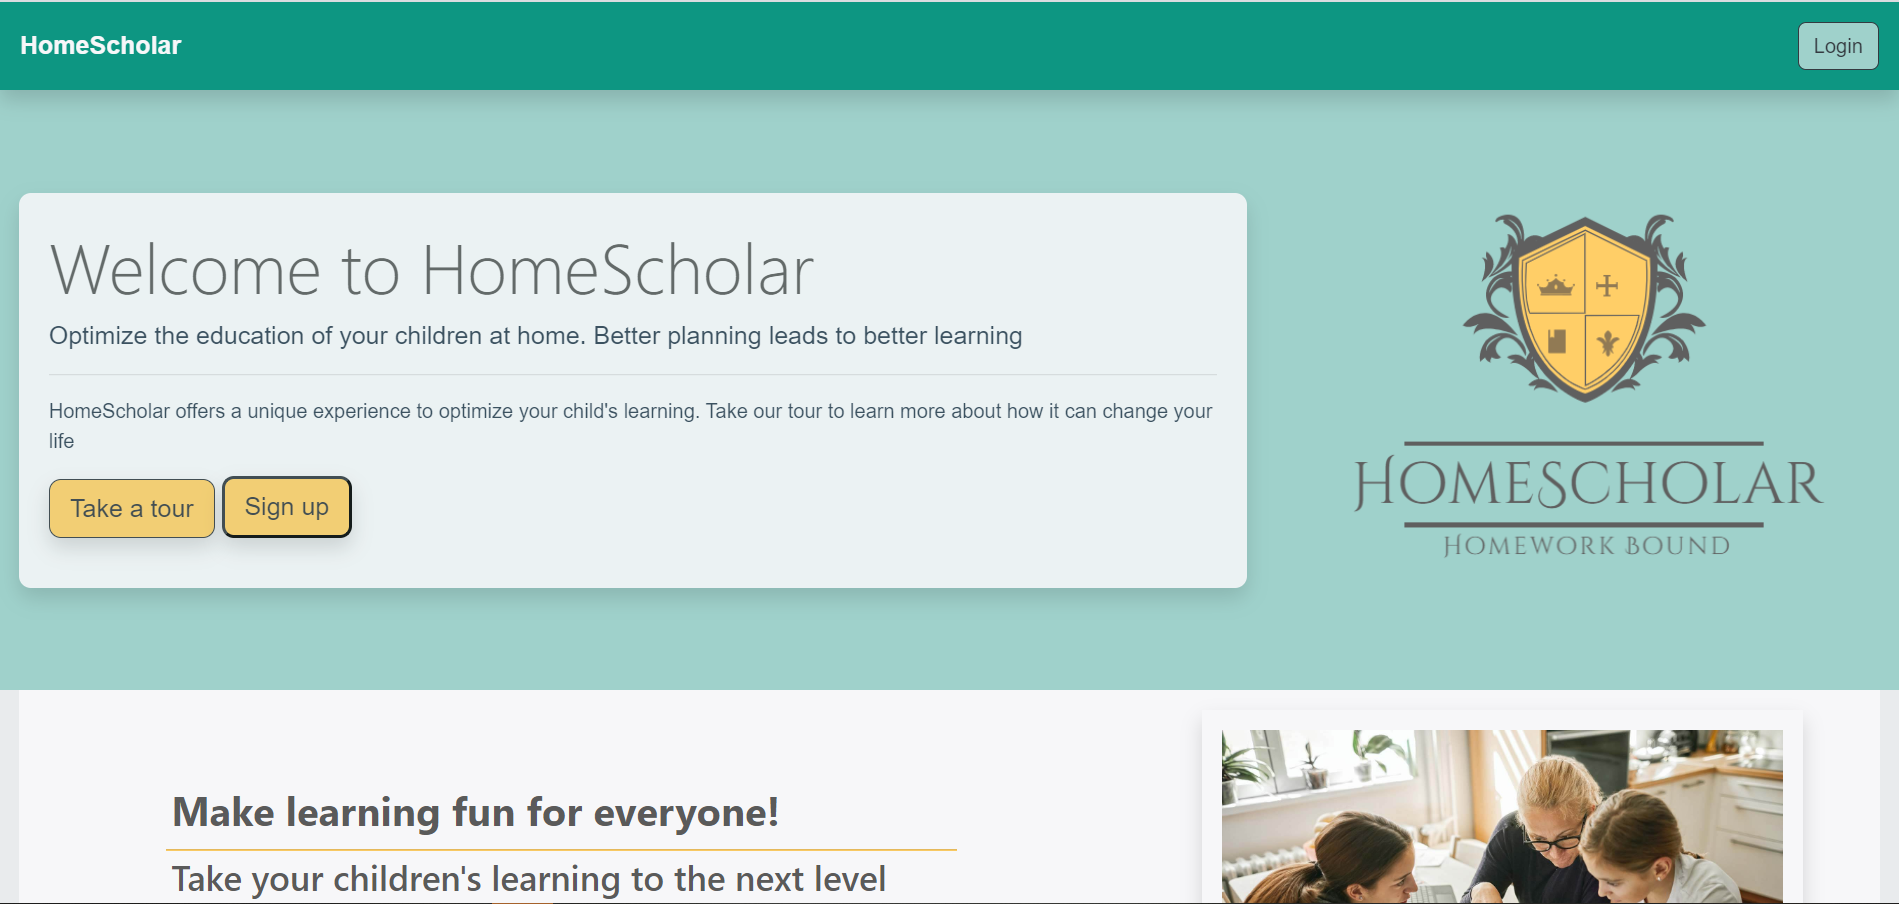 HomeScholar
Login
Welcome to HomeScholar
Optimize the education of your children at home. Better planning leads to better learning
HomeScholar offers a unique experience to optimize your child's learning. Take our tour to learn more about how it can change your
life
Take a tour
Sign up
HomeScholar
Homework Bound
Make learning fun for everyone!
Take your children's learning to the next level